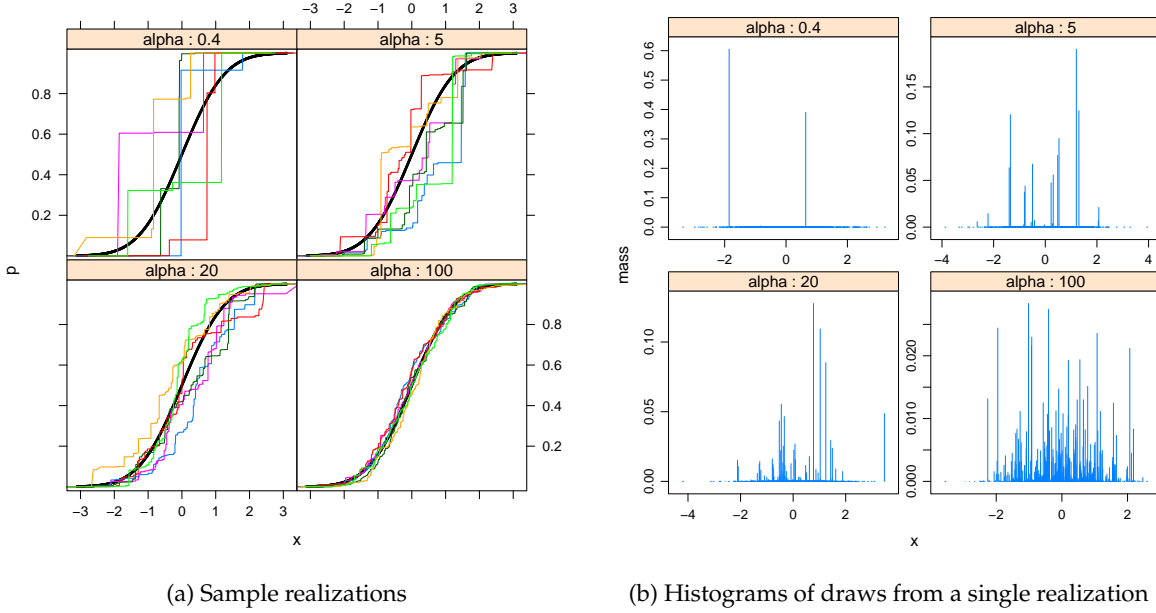 −3 −2 −1 0 1 2 3
alpha : 0.4
alpha : 5
0.2 0.4 0.6 0.8
alpha : 20
alpha : 100
0.2 0.4 0.6 0.8
−3 −2 −1 0 1 2 3
p
x
(a) Sample realizations
alpha : 0.4
0.0 0.1 0.2 0.3 0.4 0.5 0.6
−2 0 2
alpha : 5
0.00 0.05 0.10 0.15
−4 −2 0 2 4
alpha : 20
0.00 0.05 0.10
−4 −2 0 2
alpha : 100
0.000 0.010 0.020
−4 −2 0 2
mass
x
(b) Histograms of draws from a single realization